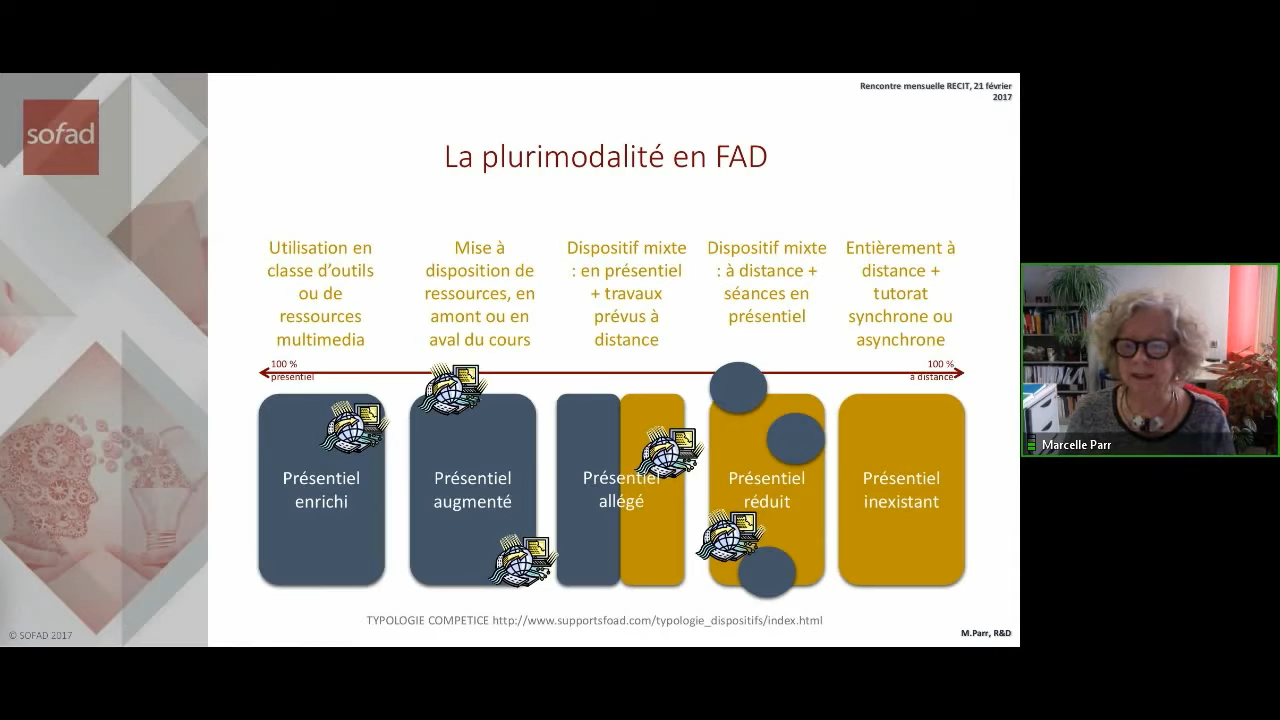 Rencontre mensuelle RECIT, 21 février
2017
sofad
La plurimodalité en FAD
Utilisation en
classe d’outils
ou de
ressources
multimedia
Mise à
disposition de
ressources, en
amont ou en
aval du cours
Dispositif mixte
: en présentiel
+ travaux
prévus à
distance
Dispositif mixte
: à distance +
séances en
présentiel
Entièrement à
distance +
tutorat
synchrone ou
asynchrone
100 %
présentiel
100 %
à distance
Présentiel
enrichi
Présentiel
augmenté
Présentiel
allégé
Présentiel
réduit
Présentiel
inexistant
Marcelle Parr
TYPOLOGIE COMPETICE http://www.supportsfoad.com/typologie_dispositifs/index.html
© SOFAD 2017
M.Parr, R&D